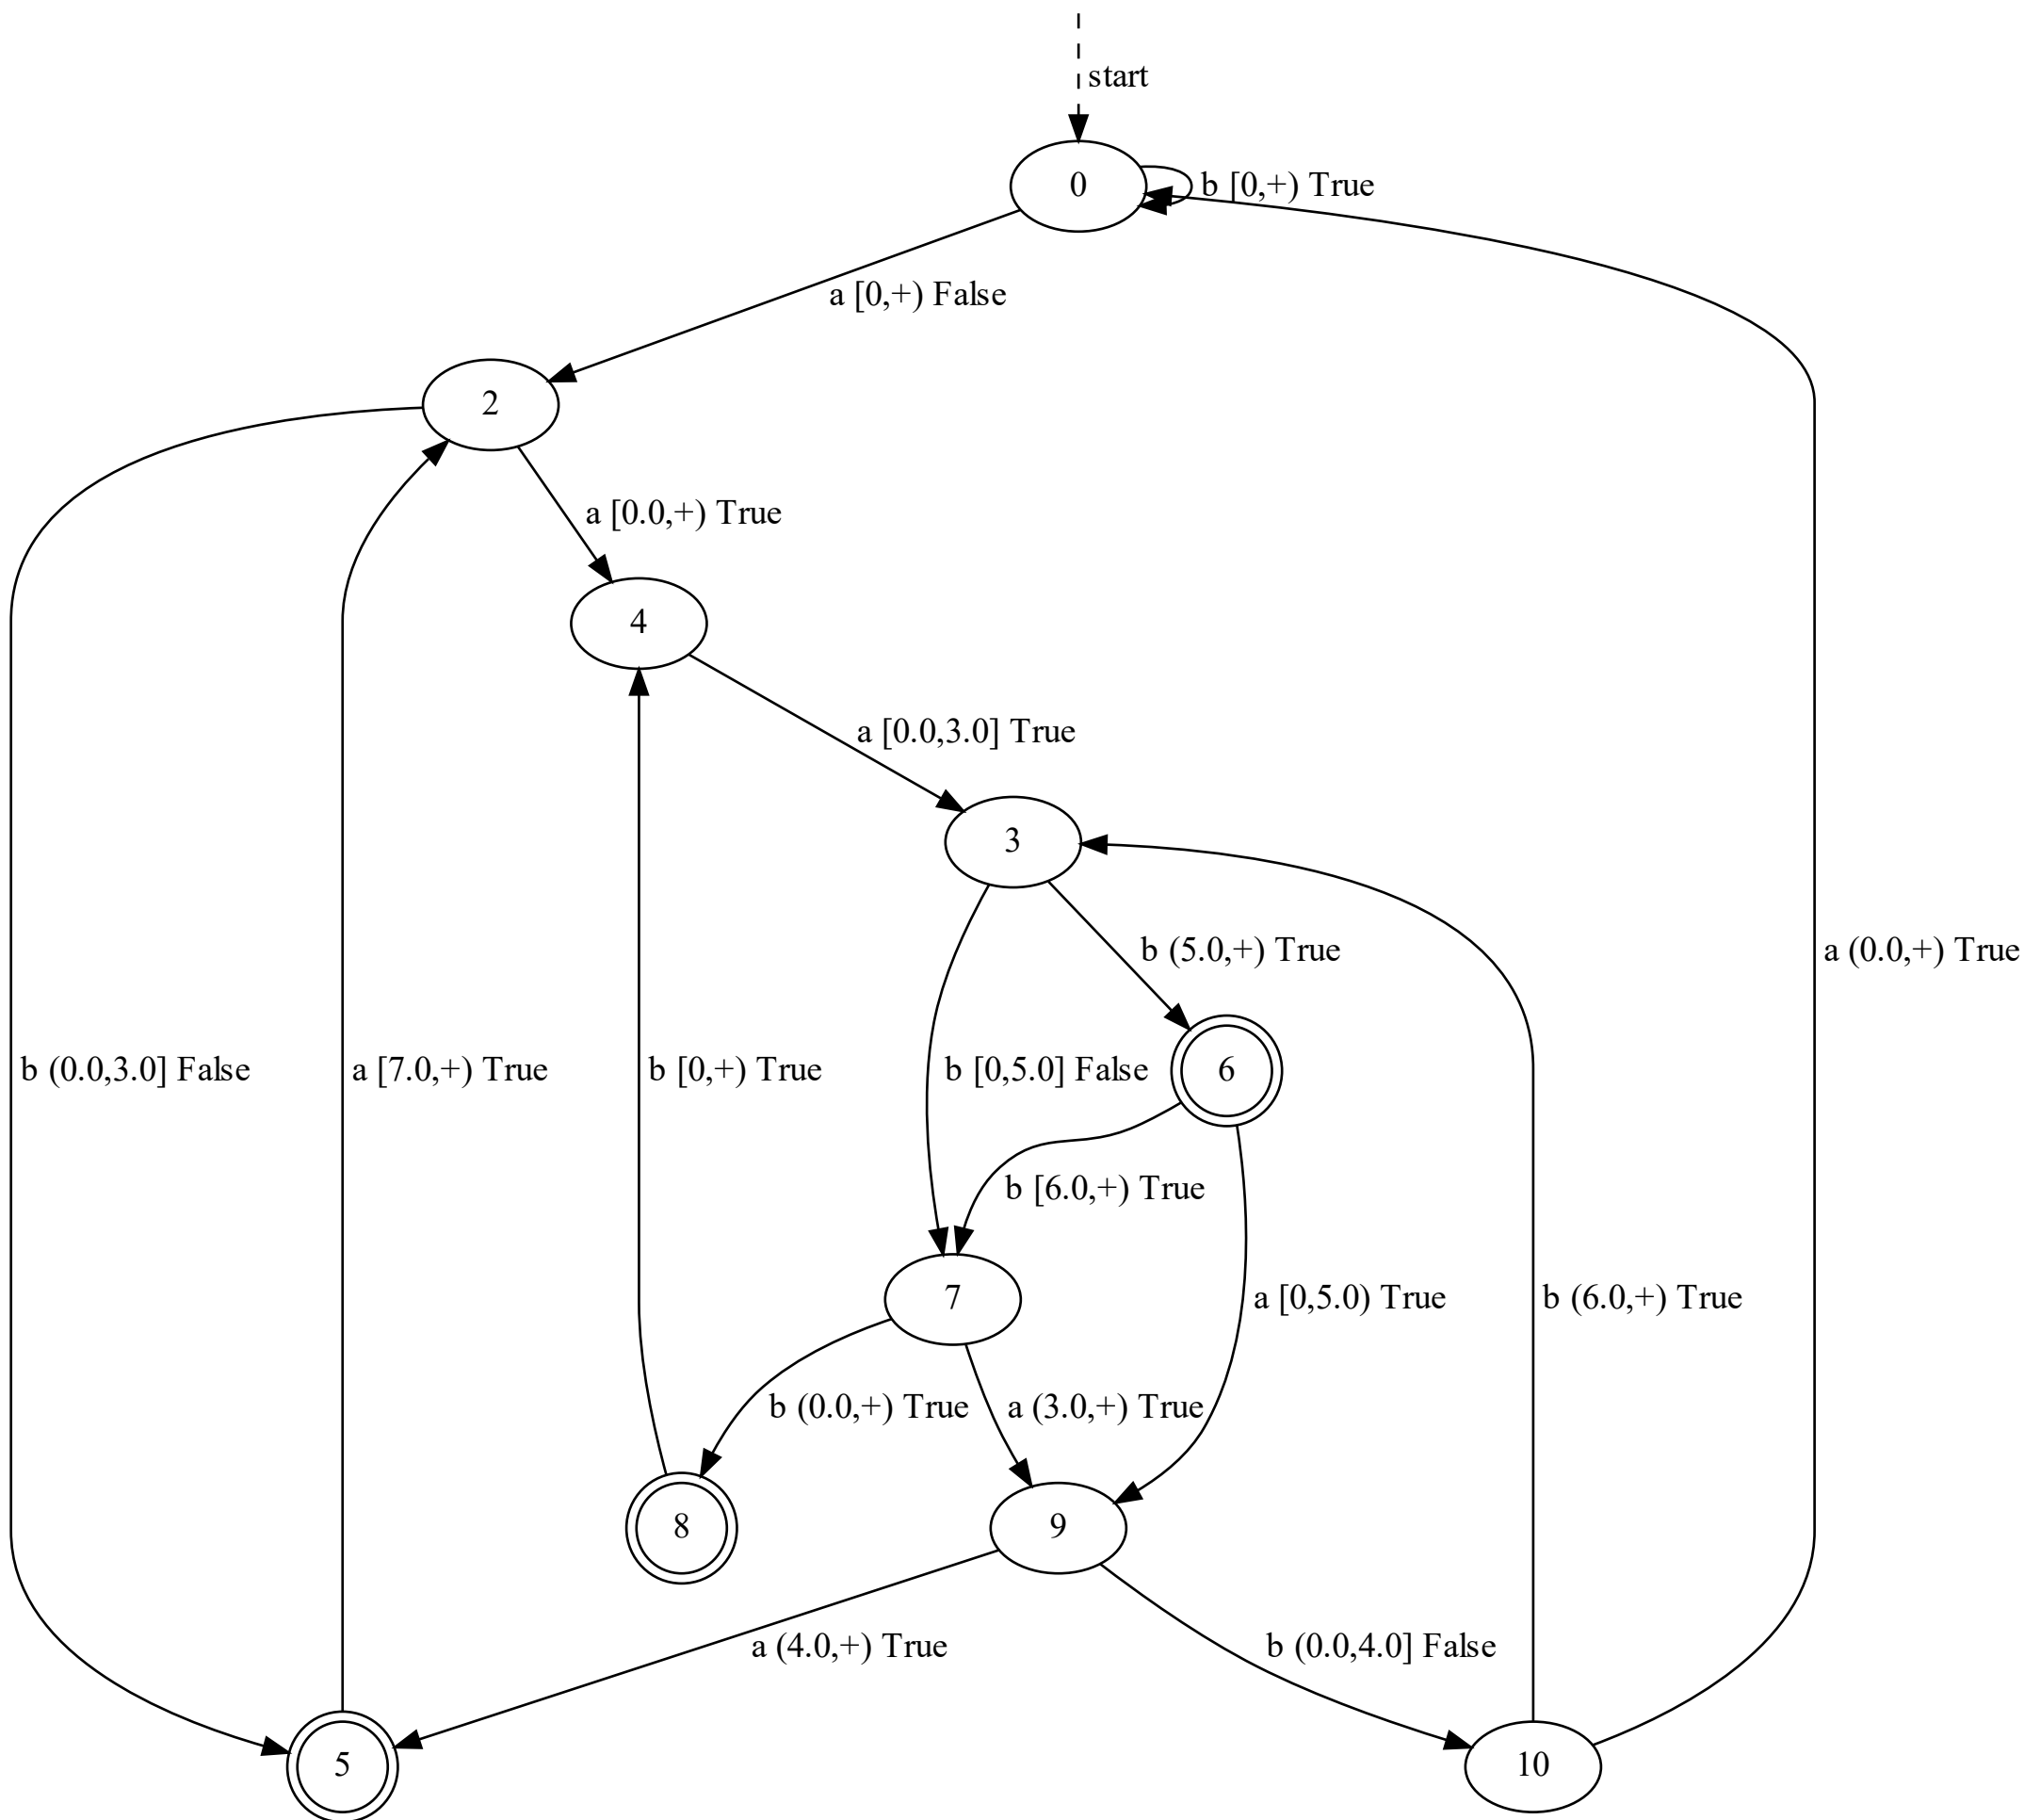 start
0
b [0,+) True
a [0,+) False
2
a [0.0,+) True
4
a [0.0,3.0] True
3
b (5.0,+) True
a (0.0,+) True
b (0.0,3.0] False
a [7.0,+) True
b [0,+) True
b [0,5.0] False
6
b [6.0,+) True
7
a [0,5.0) True
b (6.0,+) True
b (0.0,+) True
a (3.0,+) True
8
9
a (4.0,+) True
b (0.0,4.0] False
5
10